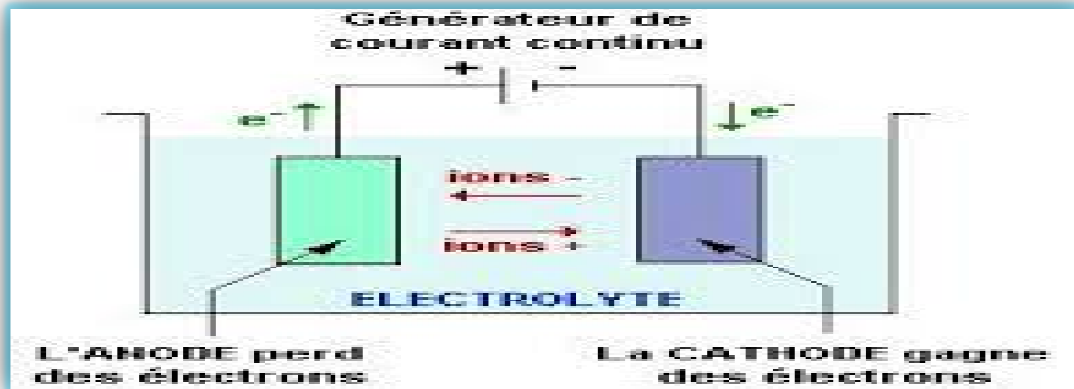 Générateur de
courant continu
+ -
e- ↑ ↓ e-
ions -
ions +
ELECTROLYTE
L'ANODE perd
des électrons
La CATHODE gagne
des électrons